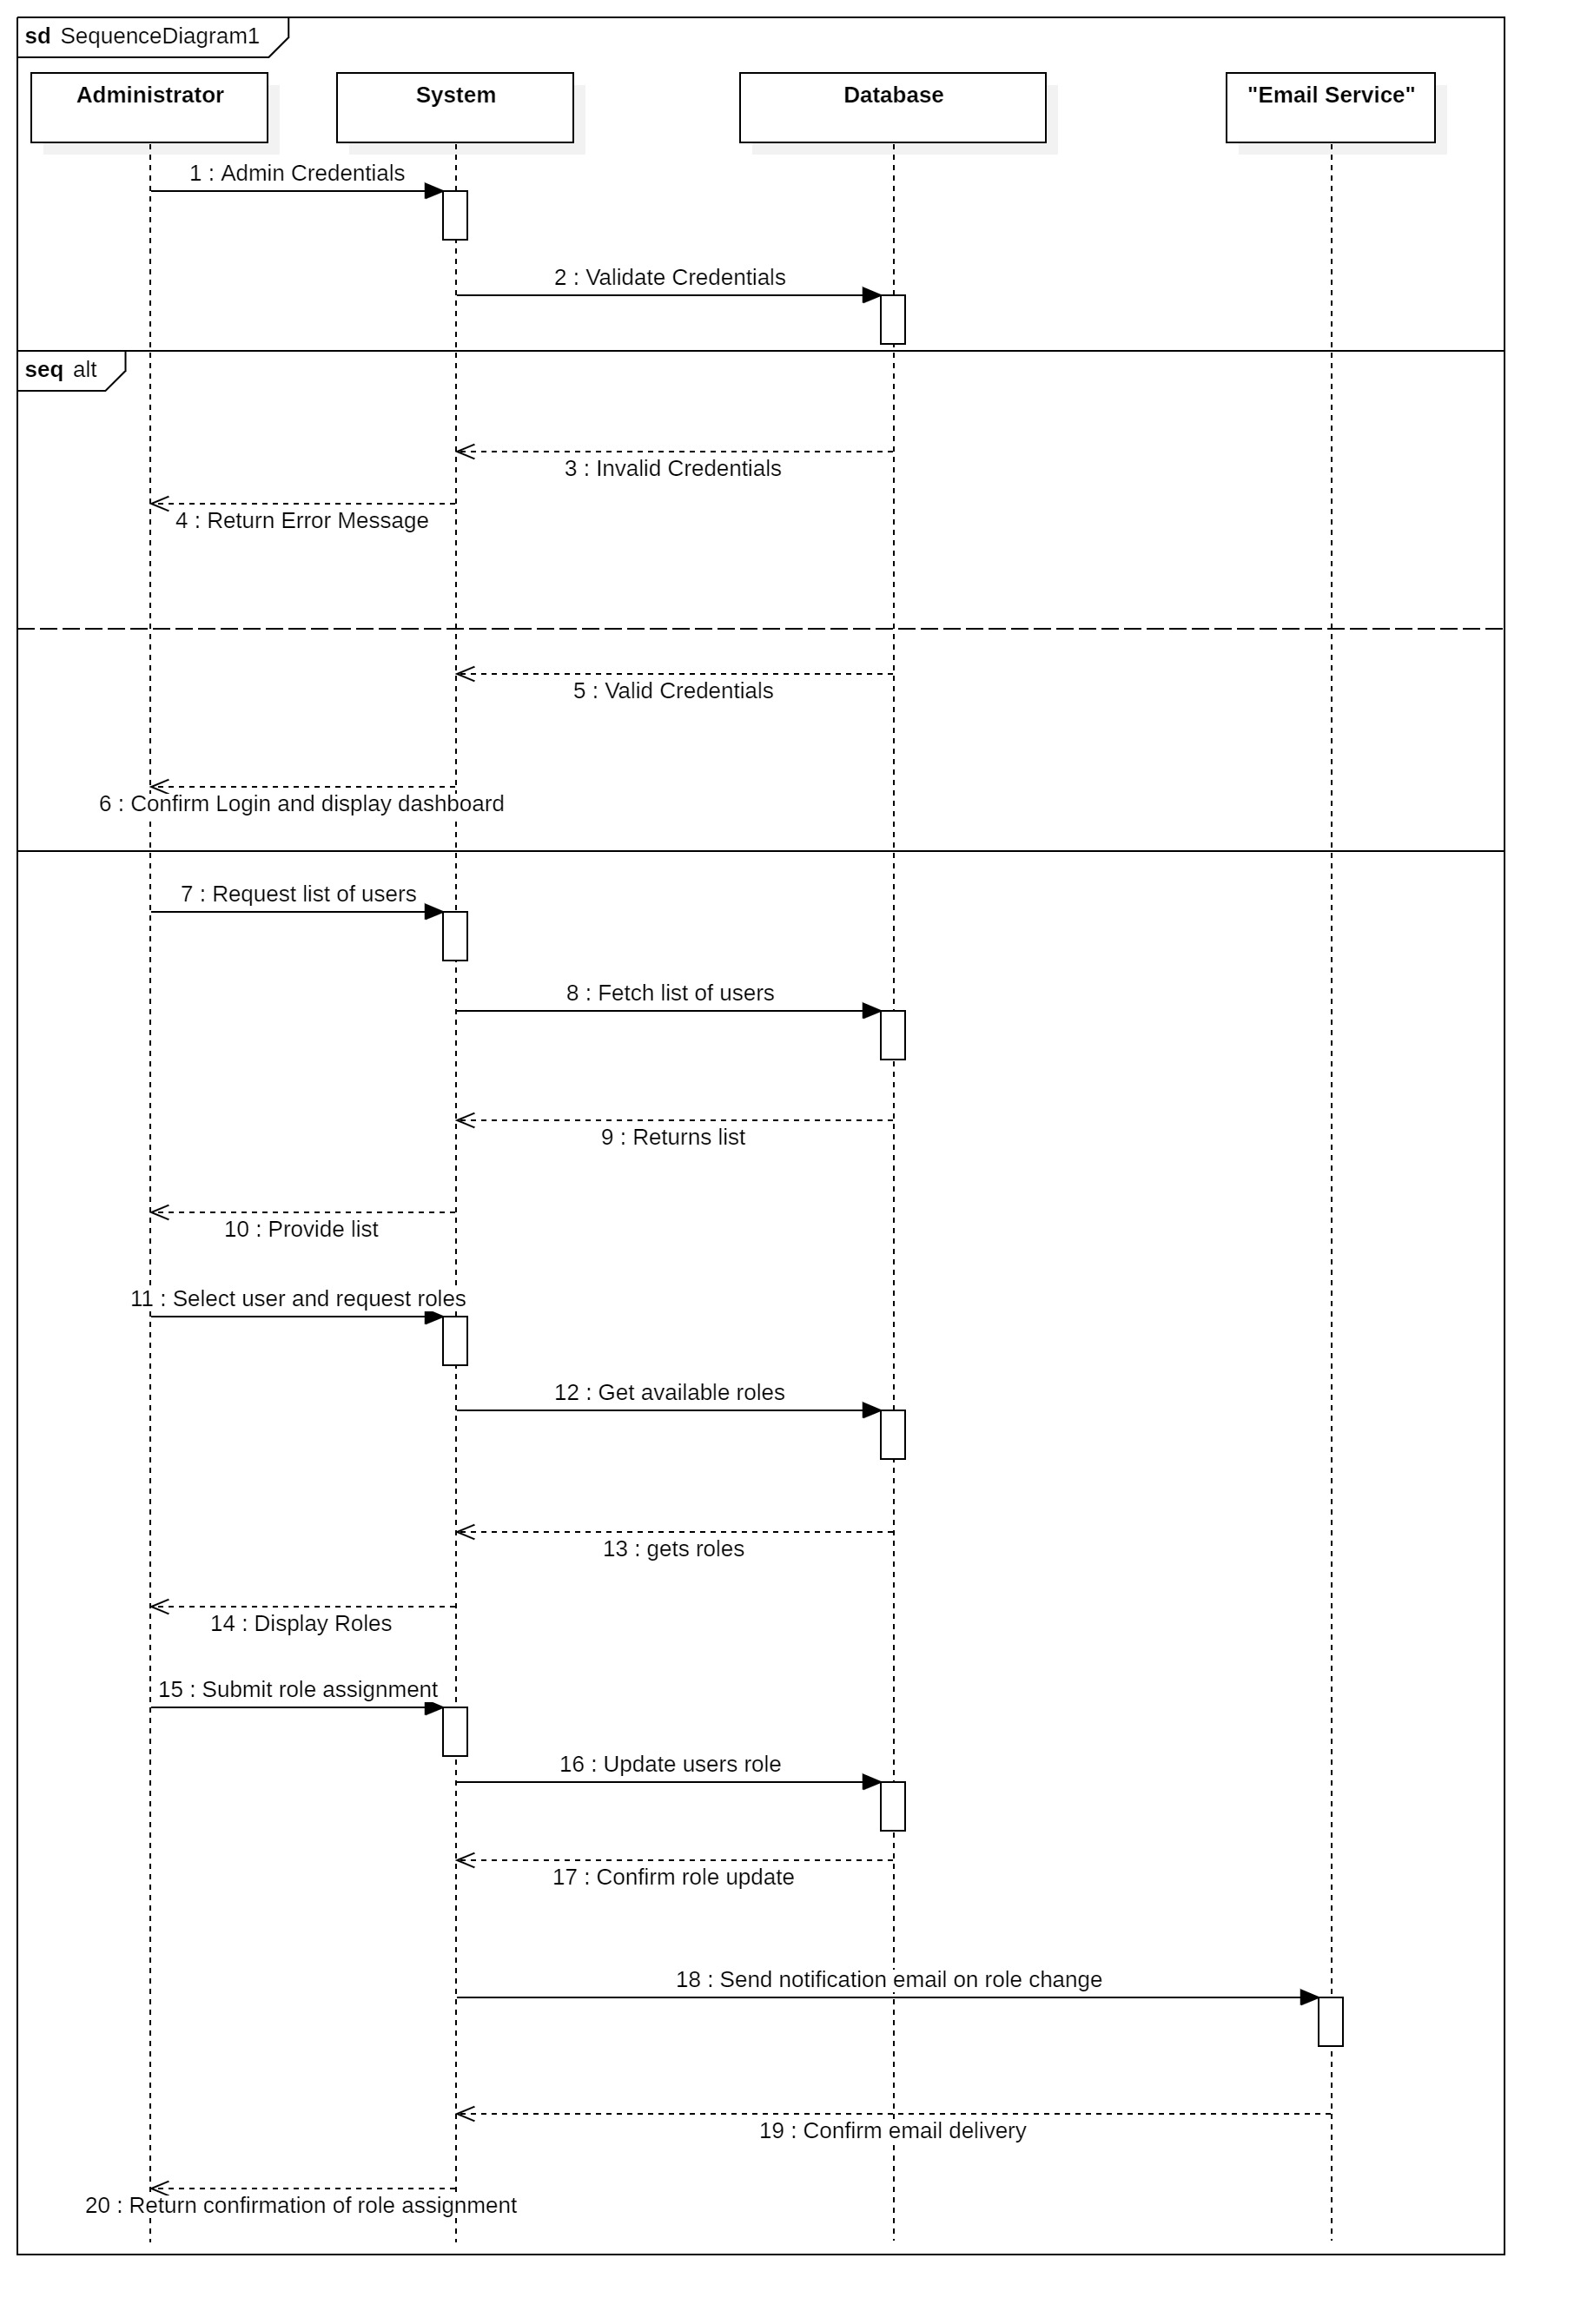 sd SequenceDiagram1
Administrator
System
Database
"Email Service"
1 : Admin Credentials
2 : Validate Credentials
seq alt
3 : Invalid Credentials
4 : Return Error Message
5 : Valid Credentials
6 : Confirm Login and display dashboard
7 : Request list of users
8 : Fetch list of users
9 : Returns list
10 : Provide list
11 : Select user and request roles
12 : Get available roles
13 : gets roles
14 : Display Roles
15 : Submit role assignment
16 : Update users role
17 : Confirm role update
18 : Send notification email on role change
19 : Confirm email delivery
20 : Return confirmation of role assignment